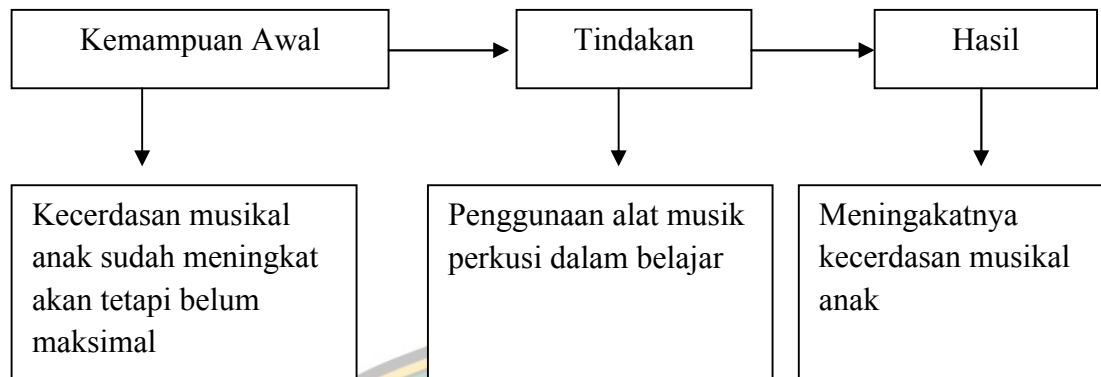 Kemampuan Awal
Tindakan
Hasil
Kecerdasan musikal
anak sudah meningkat
akan tetapi belum
maksimal
Penggunaan alat musik
perkusi dalam belajar
Meningakatnya
kecerdasan musikal
anak